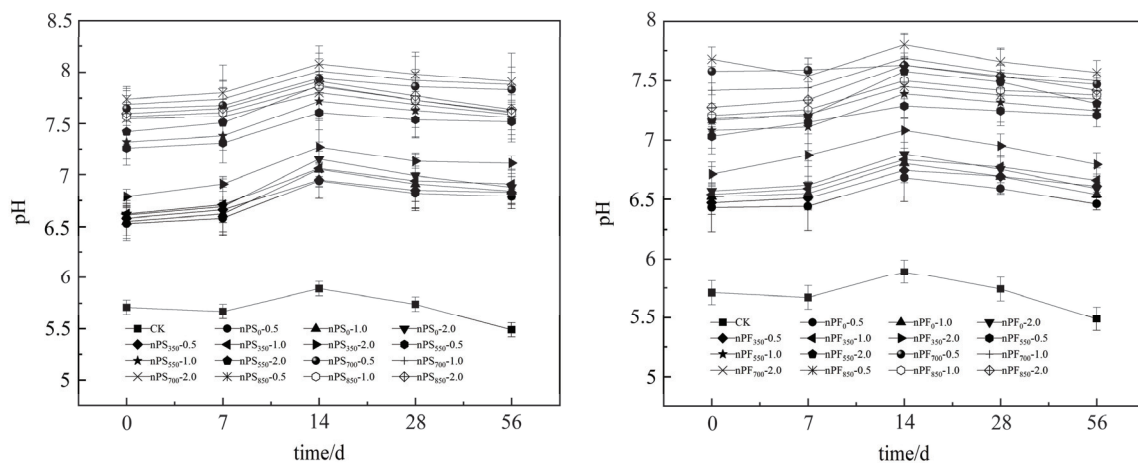 8.5
8
7.5
7
6.5
6
5.5
5
pH
0 7 14 28 56
time/d
CK nPS₀-0.5 nPS₀-1.0 nPS₀-2.0
nPS₃₅₀-0.5 nPS₃₅₀-1.0 nPS₃₅₀-2.0 nPS₅₅₀-0.5
nPS₅₅₀-1.0 nPS₅₅₀-2.0 nPS₇₀₀-0.5 nPS₇₀₀-1.0
nPS₇₀₀-2.0 nPS₈₅₀-0.5 nPS₈₅₀-1.0 nPS₈₅₀-2.0
8
7.5
7
6.5
6
5.5
5
pH
0 7 14 28 56
time/d
CK nPF₀-0.5 nPF₀-1.0 nPF₀-2.0
nPF₃₅₀-0.5 nPF₃₅₀-1.0 nPF₃₅₀-2.0 nPF₅₅₀-0.5
nPF₅₅₀-1.0 nPF₅₅₀-2.0 nPF₇₀₀-0.5 nPF₇₀₀-1.0
nPF₇₀₀-2.0 nPF₈₅₀-0.5 nPF₈₅₀-1.0 nPF₈₅₀-2.0